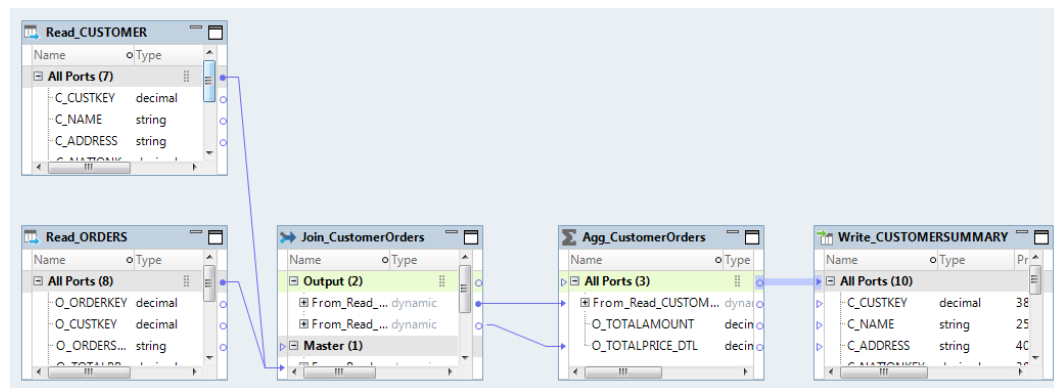 Read_CUSTOMER
Name Type
All Ports (7)
C_CUSTKEY decimal
C_NAME string
C_ADDRESS string
Read_ORDERS
Name Type
All Ports (8)
O_ORDERKEY decimal
O_CUSTKEY decimal
O_ORDERS... string
Join_CustomerOrders
Name Type
Output (2)
From_Read_... dynamic
From_Read_... dynamic
Master (1)
Agg_CustomerOrders
Name Type
All Ports (3)
From_Read_CUSTOM...
O_TOTALAMOUNT
O_TOTALPRICE_DTL
Write_CUSTOMERSUMMARY
Name Type
All Ports (10)
C_CUSTKEY decimal 38
C_NAME string 25
C_ADDRESS string 40